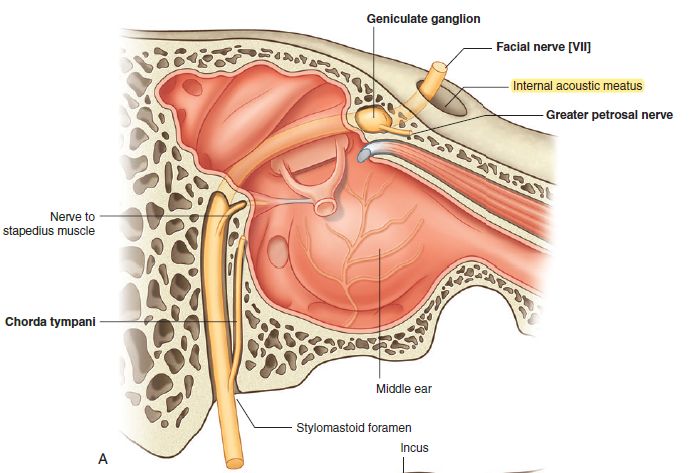 Geniculate ganglion
Facial nerve [VII]
Internal acoustic meatus
Greater petrosal nerve
Nerve to
stapedius muscle
Chorda tympani
Middle ear
Stylomastoid foramen
Incus
A